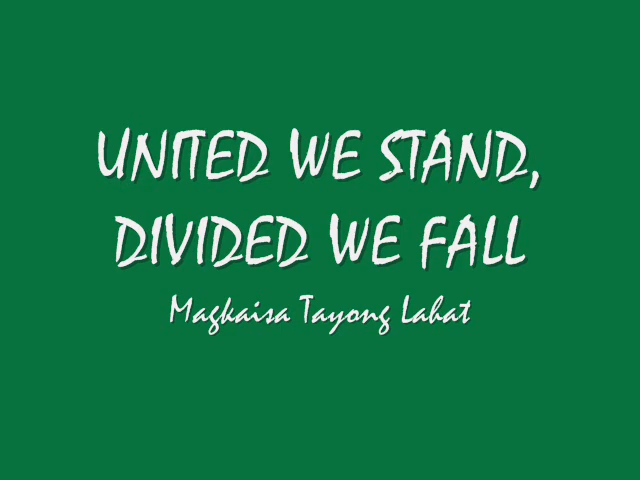 UNITED WE STAND,
DIVIDED WE FALL
Magkaisa Tayong Lahat